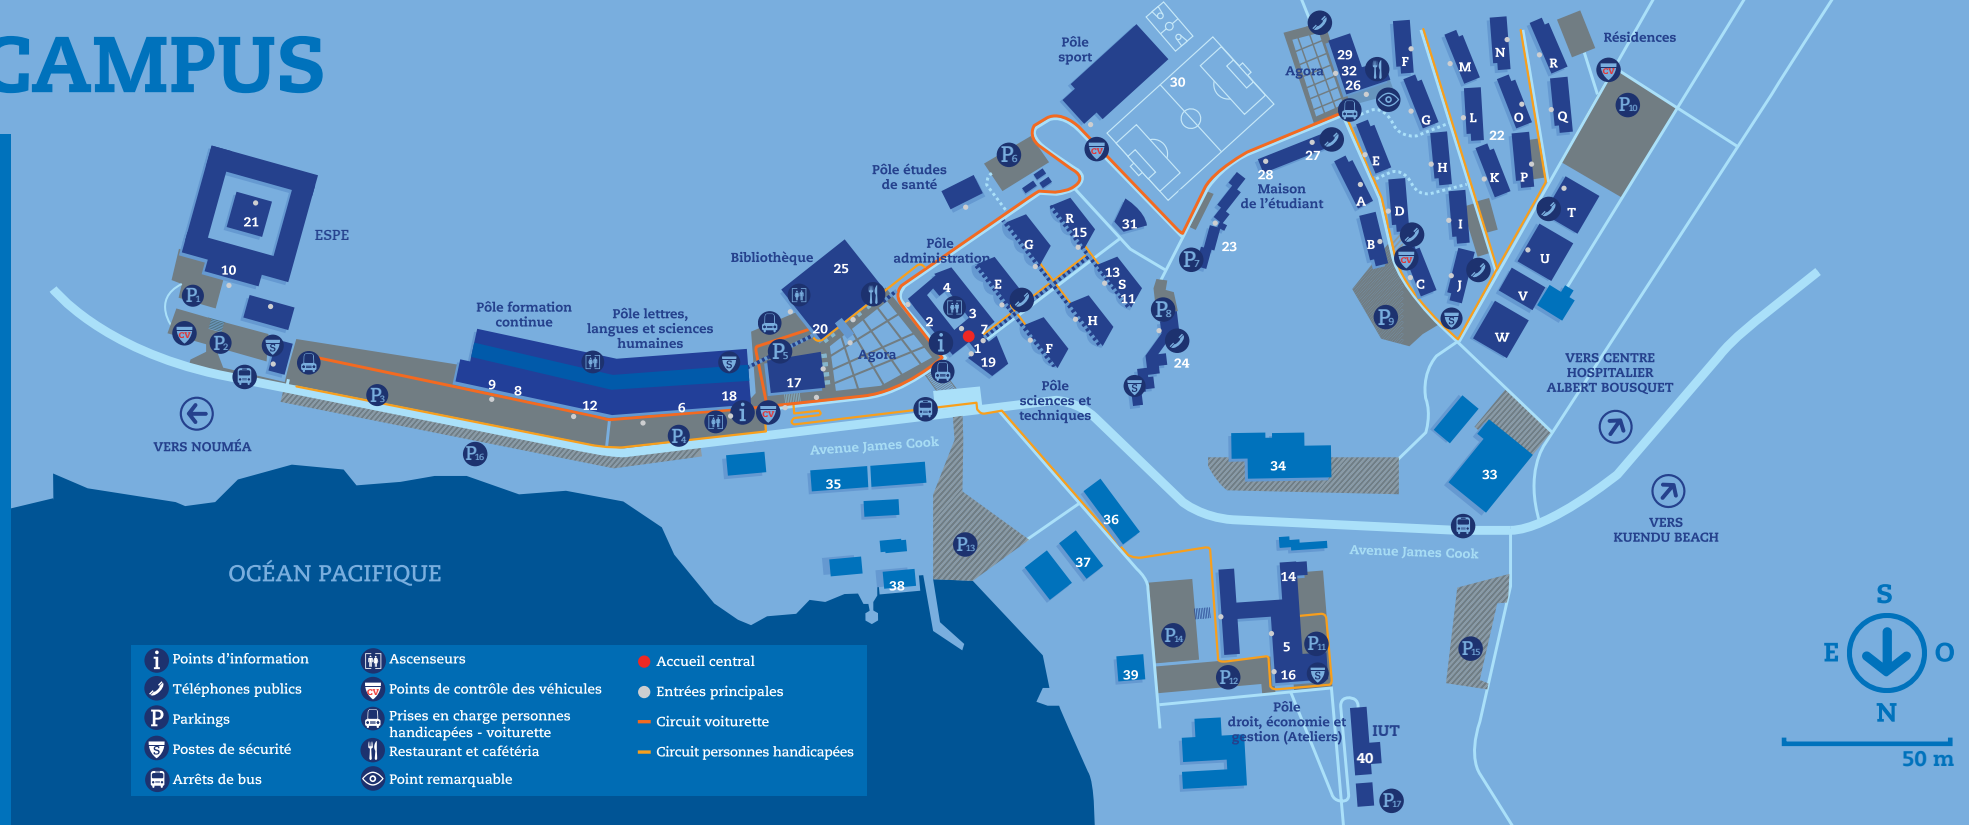 CAMPUS
Pôle
sport
30
Agora
29
32
26
F
M
N
R
Résidences
CV
P10
G
L
O
Q
22
E
H
K
P
A
D
I
B
C
J
CV
T
U
V
W
S
P9
27
28
Maison
de l'étudiant
23
P7
31
CV
P6
Pôle études
de santé
R
15
G
13
S
11
E
H
F
P8
24
S
Pôle
administration
4
3
2
7
1
19
i
Bibliothèque
25
20
Agora
P5
17
ESPE
21
10
P1
CV
P2
S
Pôle formation
continue
Pôle lettres,
langues et sciences
humaines
S
9
8
12
6
18
i
CV
P3
P4
P16
VERS NOUMÉA
Avenue James Cook
Pôle
sciences et
techniques
VERS CENTRE
HOSPITALIER
ALBERT BOUSQUET
VERS
KUENDU BEACH
Avenue James Cook
33
34
35
36
37
38
39
P13
14
5
16
P14
P12
P11
S
P15
Pôle
droit, économie et
gestion (Ateliers)
IUT
40
P17
OCÉAN PACIFIQUE
i Points d'information
Téléphones publics
P Parkings
S Postes de sécurité
Arrêts de bus
Ascenseurs
CV Points de contrôle des véhicules
Prises en charge personnes
handicapées - voiturette
Restaurant et cafétéria
Point remarquable
Accueil central
Entrées principales
Circuit voiturette
Circuit personnes handicapées
S
E
O
N
50 m